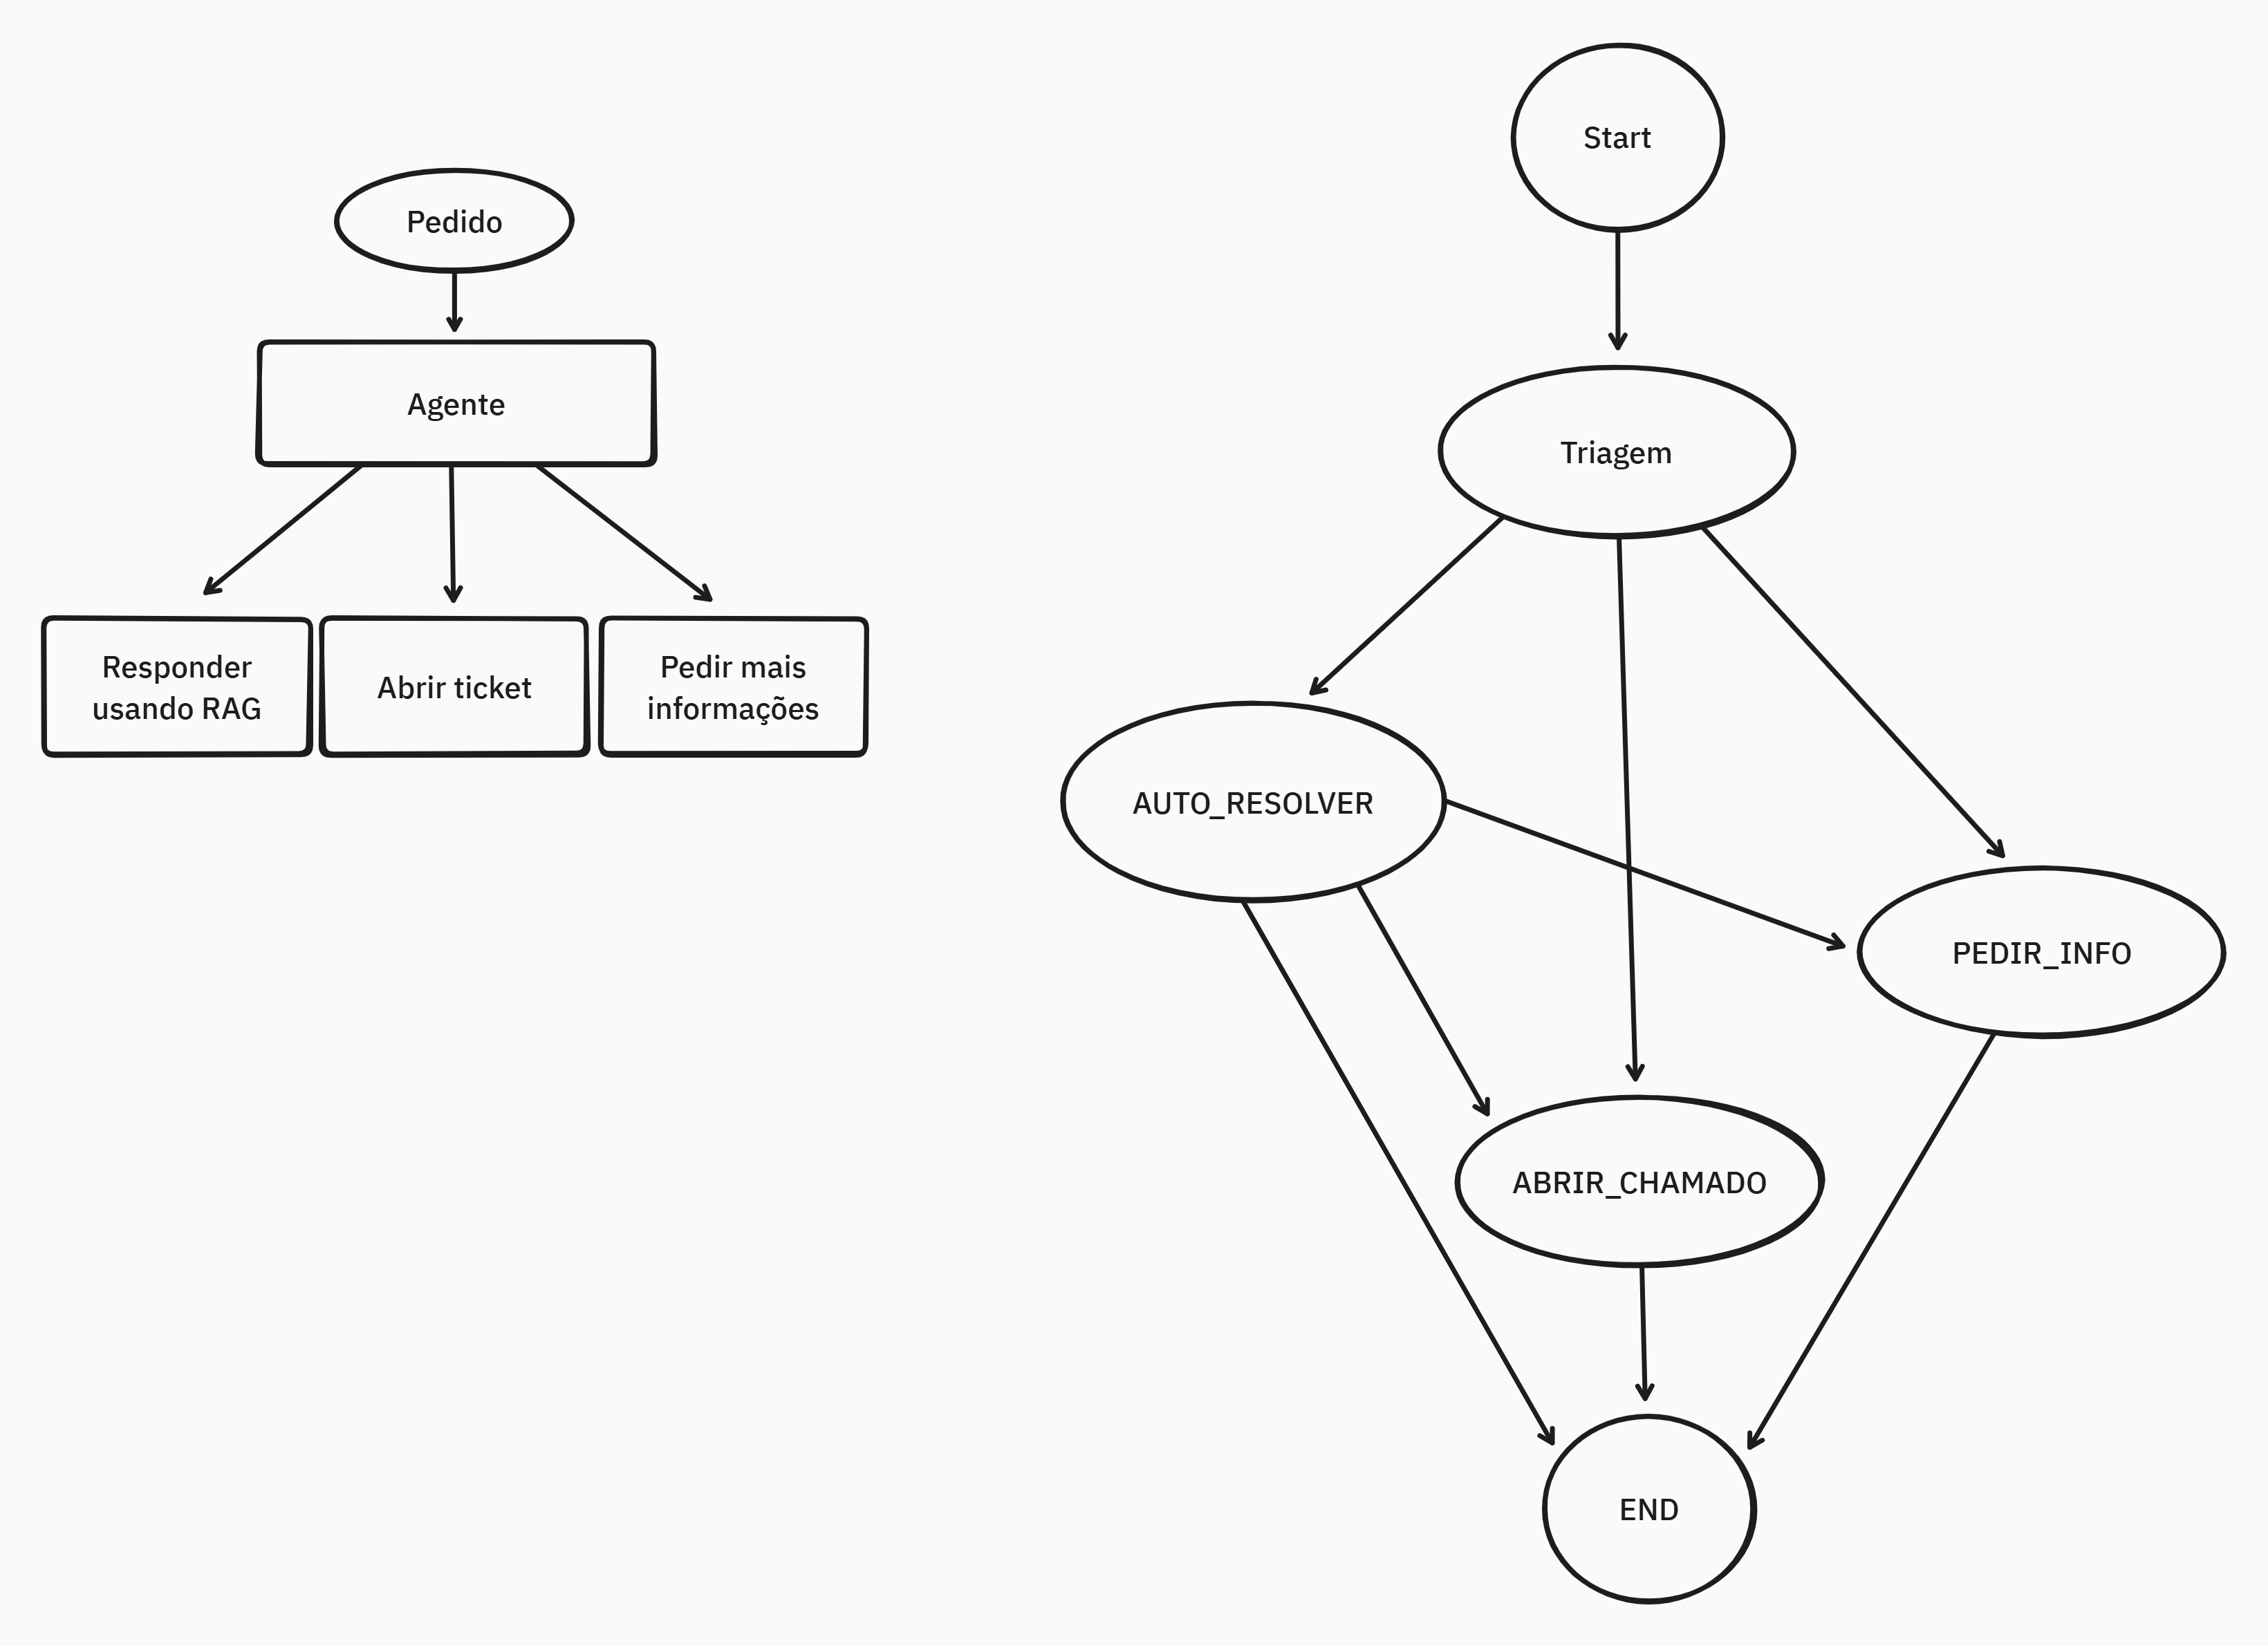 Pedido
Agente
Responder
usando RAG
Abrir ticket
Pedir mais
informações
Start
Triagem
AUTO_RESOLVER
PEDIR_INFO
ABRIR_CHAMADO
END